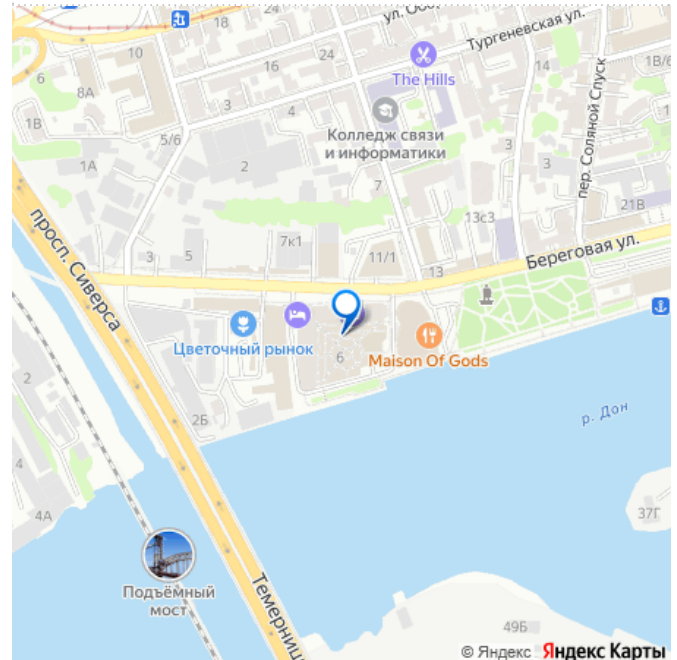 18
24
ул. Обо
Тургеневская ул.
6
8А
16
24
The Hills
10
1В/6
1В
3
4
Колледж связи
и информатики
5/6
1А
2
7
3
3
пер. Соляной Спуск
21В
13с3
просп. Сиверса
3
5
7к1
11/1
13
Береговая ул.
Цветочный рынок
6
Maison Of Gods
2
2Б
р. Дон
4А
37Г
Подъёмный
мост
Темерниц
49Б
© Яндекс Яндекс Карты